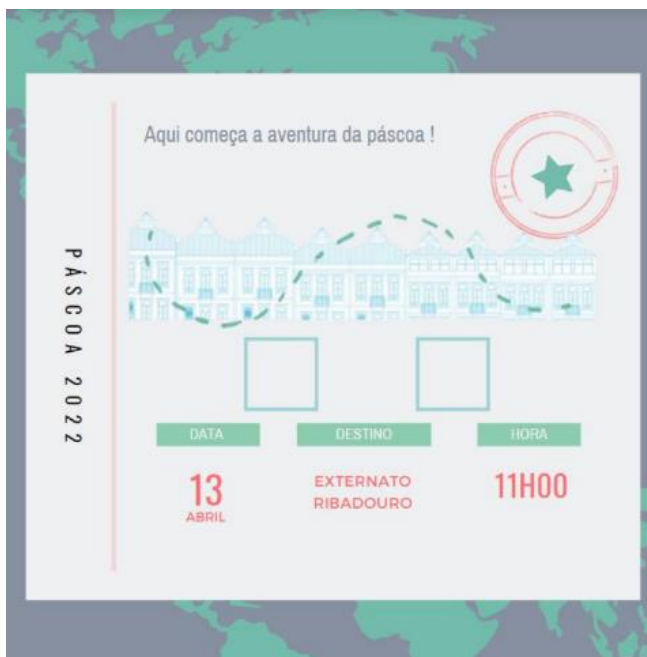 Aqui começa a aventura da páscoa !
PÁSCOA 2022
DATA
DESTINO
HORA
13
ABRIL
EXTERNATO
RIBADOURO
11H00